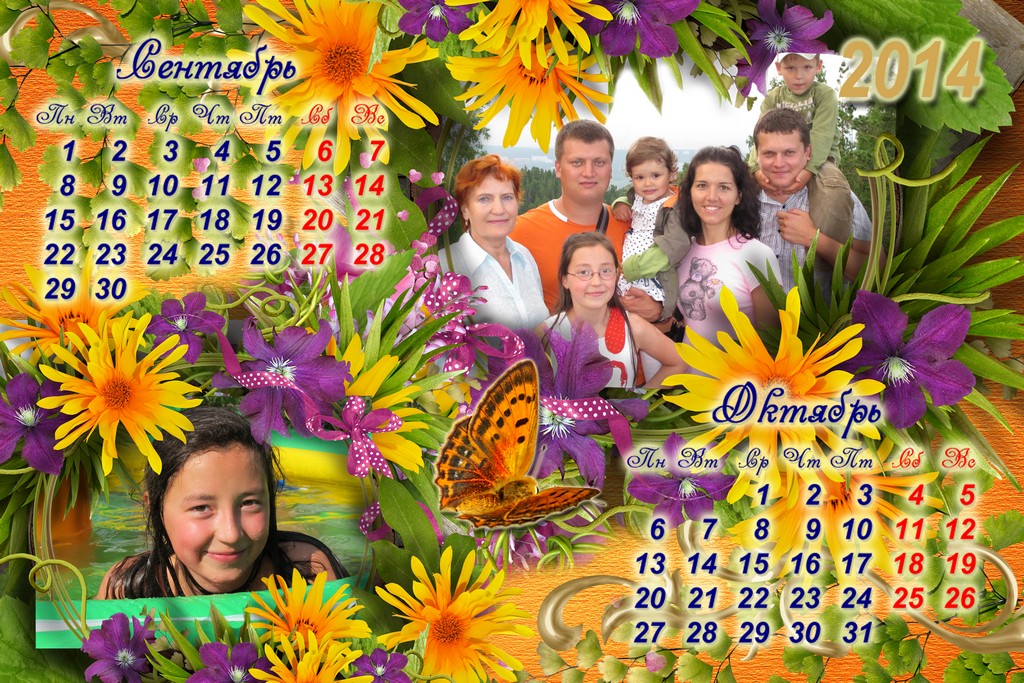 Сентябрь
Пн Вт Ср Чт Пт Сб Вс
1 2 3 4 5 6 7
8 9 10 11 12 13 14
15 16 17 18 19 20 21
22 23 24 25 26 27 28
29 30
2014
Октябрь
Пн Вт Ср Чт Пт Сб Вс
1 2 3 4 5
6 7 8 9 10 11 12
13 14 15 16 17 18 19
20 21 22 23 24 25 26
27 28 29 30 31